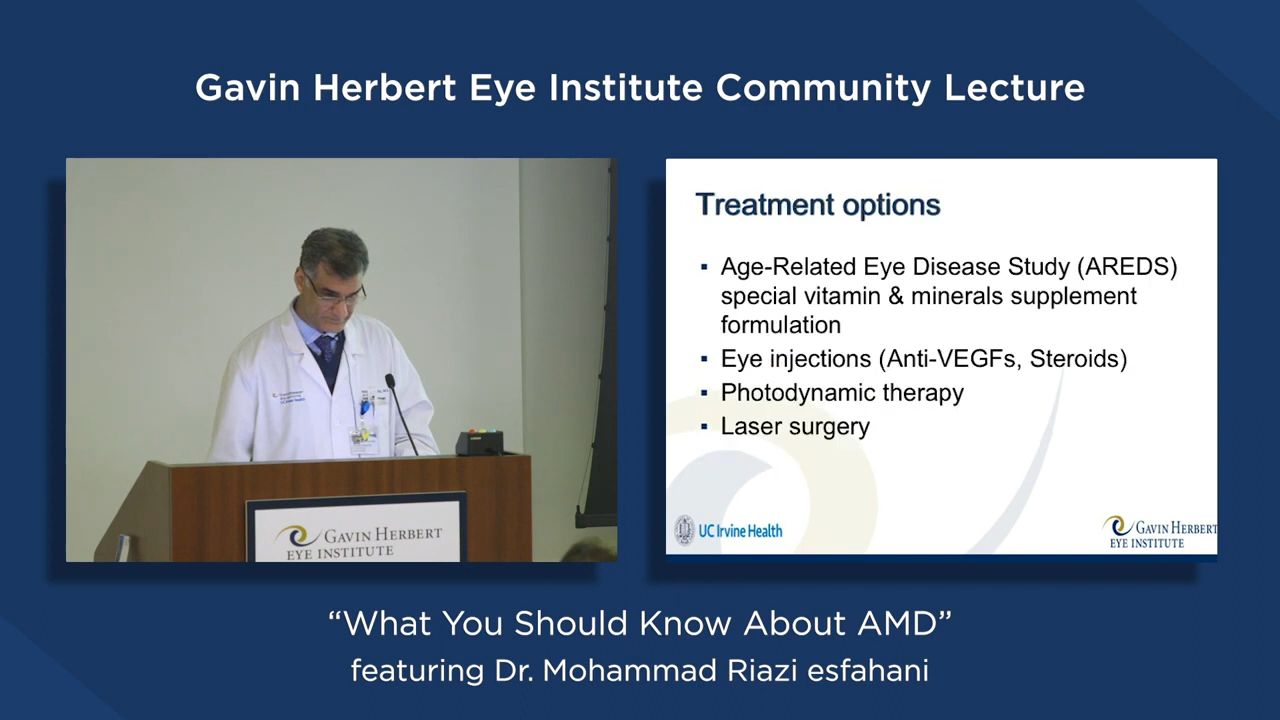 Gavin Herbert Eye Institute Community Lecture
GAVIN HERBERT
EYE INSTITUTE
Treatment options
▪ Age-Related Eye Disease Study (AREDS)
special vitamin & minerals supplement
formulation
▪ Eye injections (Anti-VEGFs, Steroids)
▪ Photodynamic therapy
▪ Laser surgery
UC Irvine Health
GAVIN HERBERT
EYE INSTITUTE
“What You Should Know About AMD”
featuring Dr. Mohammad Riazi esfahani